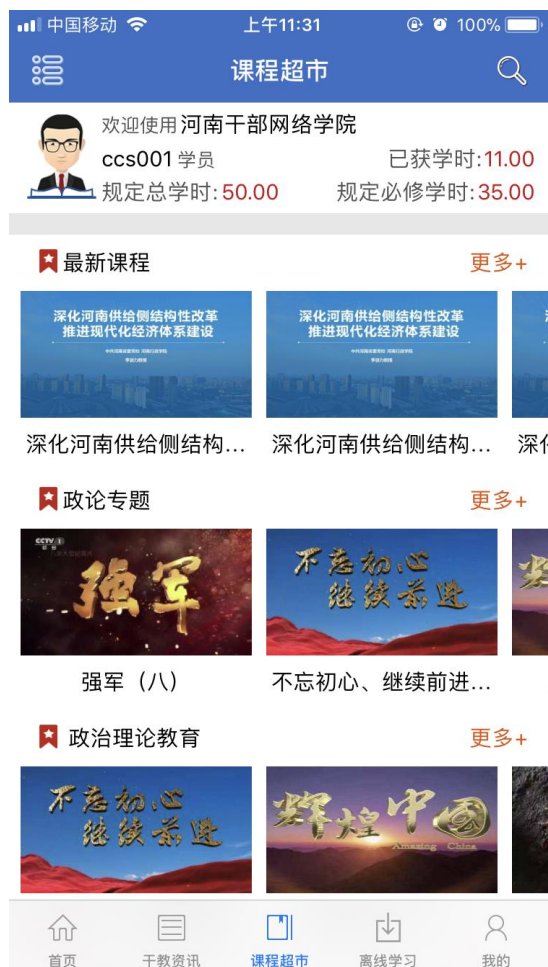 中国移动 上午11:31 100%
课程超市
欢迎使用河南干部网络学院
ccs001 学员 已获学时:11.00
规定总学时:50.00 规定必修学时:35.00
最新课程 更多+
深化河南供给侧结构性改革 深化河南供给侧结构性改革
推进现代化经济体系建设 推进现代化经济体系建设
深化河南供给侧结构... 深化河南供给侧结构... 深化
政论专题 更多+
CCTV 1
强军 不忘初心
继续前进
强军（八） 不忘初心、继续前进...
政治理论教育 更多+
不忘初心 辉煌中国
继续前进 Amazing China
首页 干教资讯 课程超市 离线学习 我的